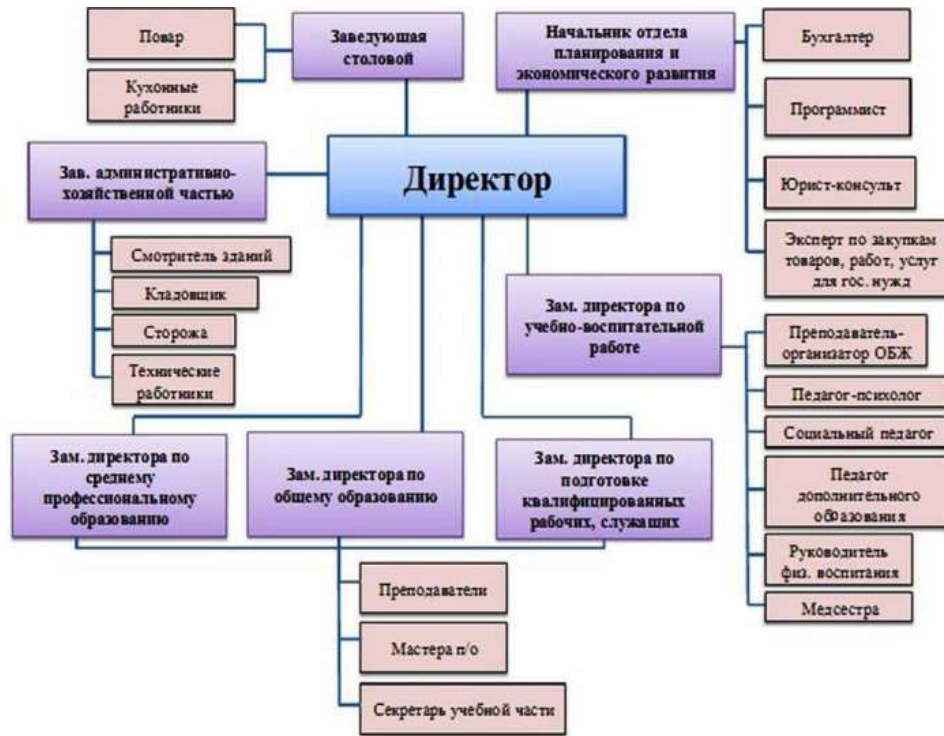 Повар
Кухонные
работники
Заведующая
столовой
Начальник отдела
планирования и
экономического развития
Бухгалтер
Программист
Юрист-консульт
Эксперт по закупкам
товаров, работ, услуг
для гос. нужд
Директор
Зав. административно-
хозяйственной частью
Смотритель зданий
Кладовщик
Сторожа
Технические
работники
Зам. директора по
учебно-воспитательной
работе
Преподаватель-
организатор ОБЖ
Педагог-психолог
Социальный педагог
Педагог
дополнительного
образования
Руководитель
физ. воспитания
Медсестра
Зам. директора по
среднему
профессиональному
образованию
Зам. директора по
общему образованию
Зам. директора по
подготовке
квалифицированных
рабочих, служащих
Преподаватели
Мастера п/о
Секретарь учебной части